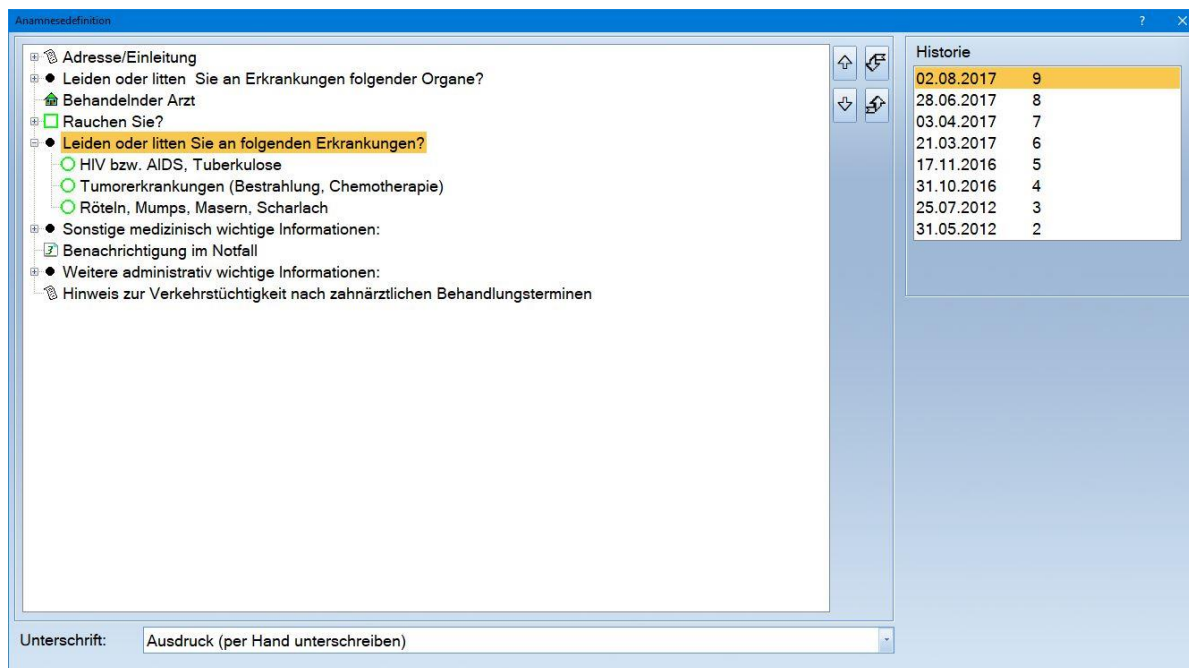 Anamnesedefinition
Adresse/Einleitung
Leiden oder litten Sie an Erkrankungen folgender Organe?
Behandelnder Arzt
Rauchen Sie?
Leiden oder litten Sie an folgenden Erkrankungen?
HIV bzw. AIDS, Tuberkulose
Tumorerkrankungen (Bestrahlung, Chemotherapie)
Röteln, Mumps, Masern, Scharlach
Sonstige medizinisch wichtige Informationen:
Benachrichtigung im Notfall
Weitere administrativ wichtige Informationen:
Hinweis zur Verkehrstüchtigkeit nach zahnärztlichen Behandlungsterminen
Historie
02.08.2017 9
28.06.2017 8
03.04.2017 7
21.03.2017 6
17.11.2016 5
31.10.2016 4
25.07.2012 3
31.05.2012 2
Unterschrift: Ausdruck (per Hand unterschreiben)